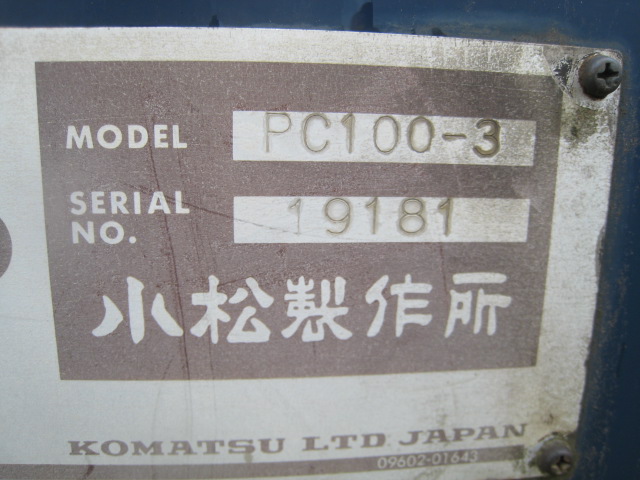 MODEL PC100-3
SERIAL NO. 19181
小松製作所
KOMATSU LTD JAPAN
09602-01643